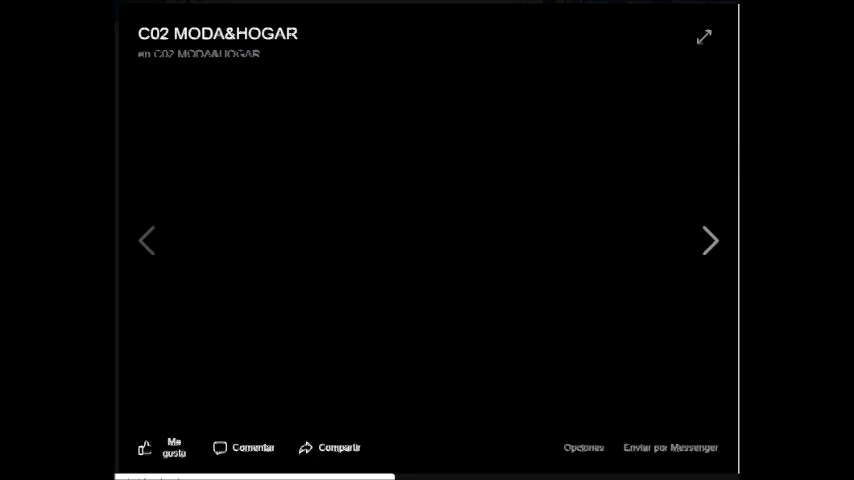 C02 MODA&HOGAR
en C02 MODA&HOGAR
Me gusta
Comentar
Compartir
Opciones
Enviar por Messenger